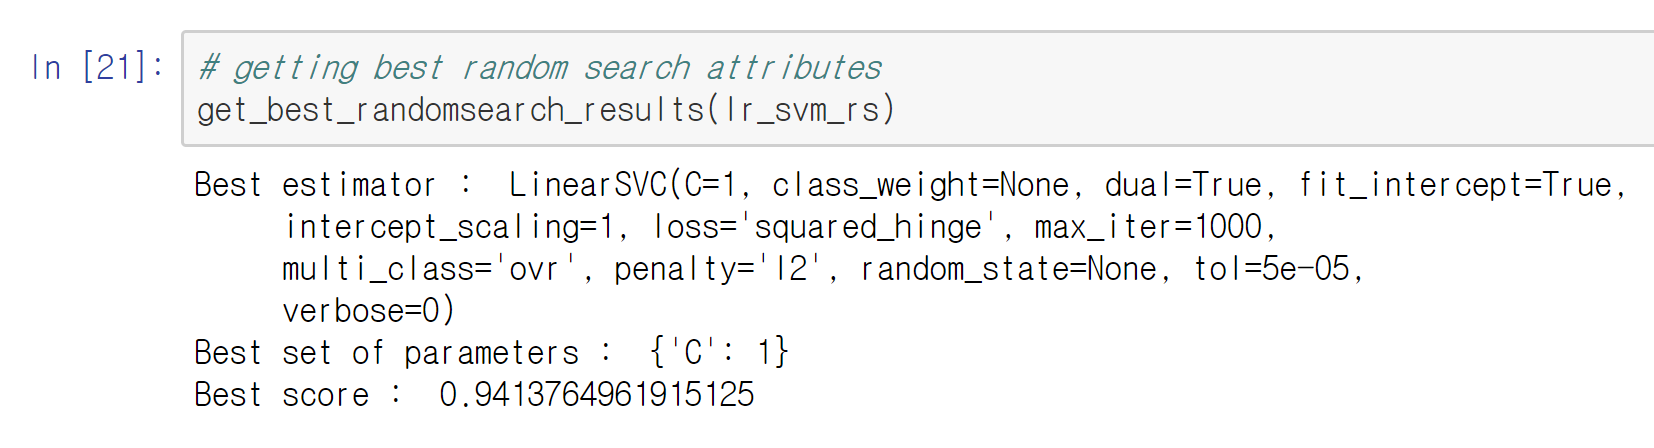 In [21]:
# getting best random search attributes
get_best_randomsearch_results(lr_svm_rs)
Best estimator :  LinearSVC(C=1, class_weight=None, dual=True, fit_intercept=True,
intercept_scaling=1, loss='squared_hinge', max_iter=1000,
multi_class='ovr', penalty='l2', random_state=None, tol=5e-05,
verbose=0)
Best set of parameters :  {'C': 1}
Best score :  0.9413764961915125